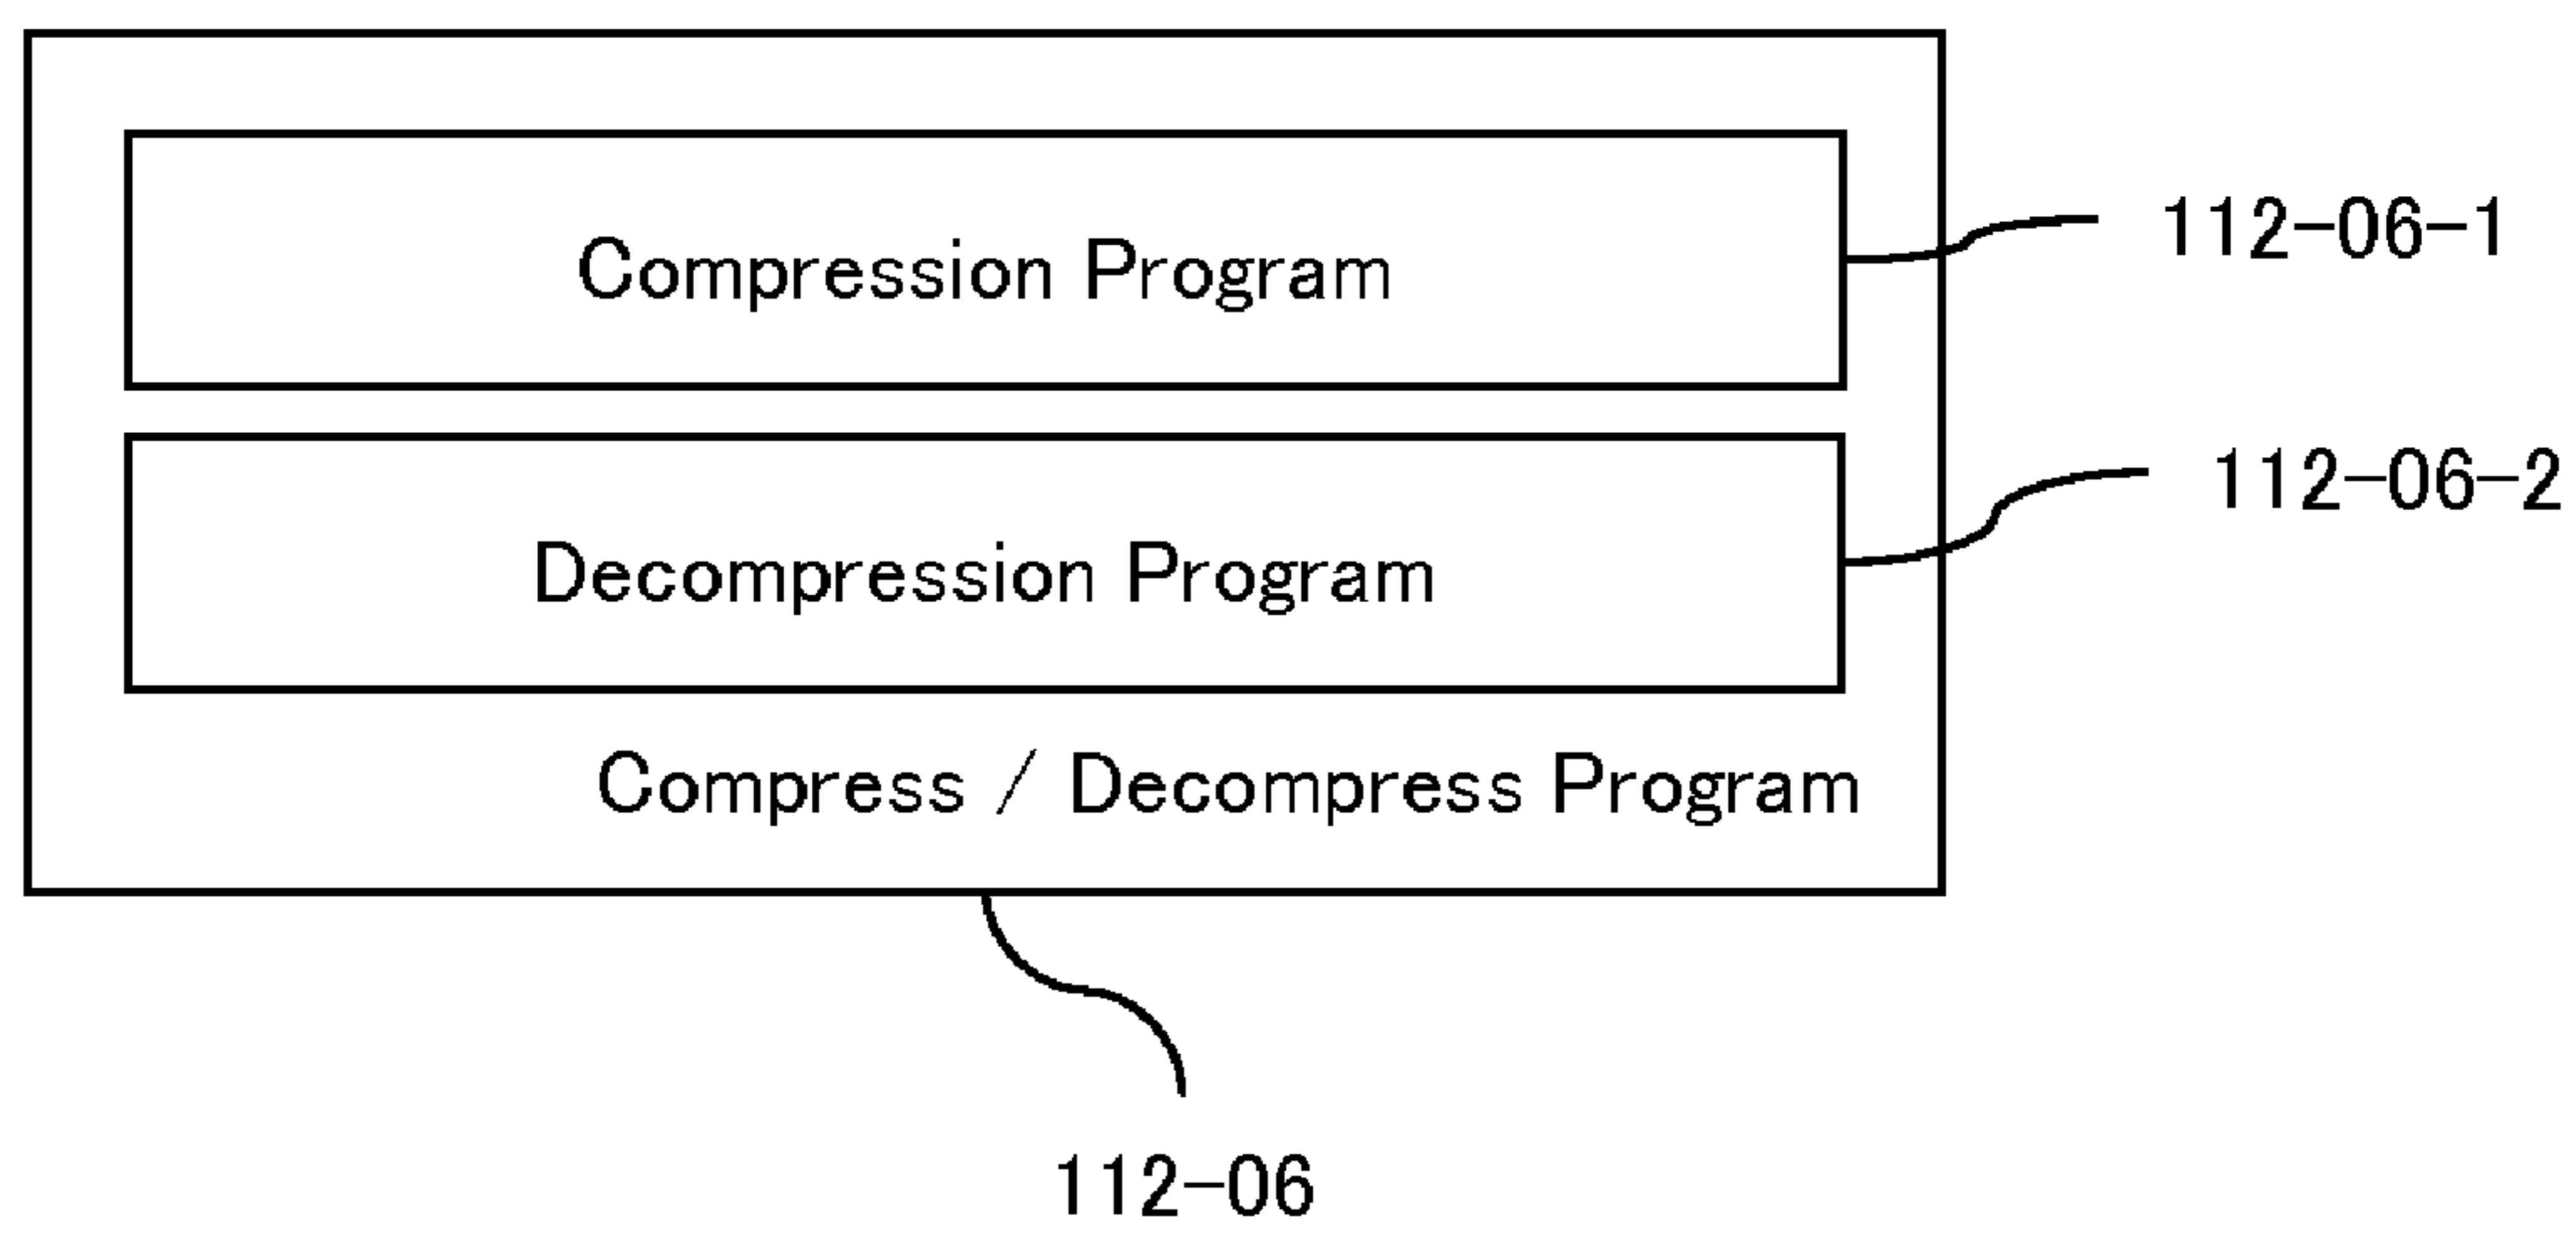 Compression Program
112-06-1
Decompression Program
112-06-2
Compress / Decompress Program
112-06